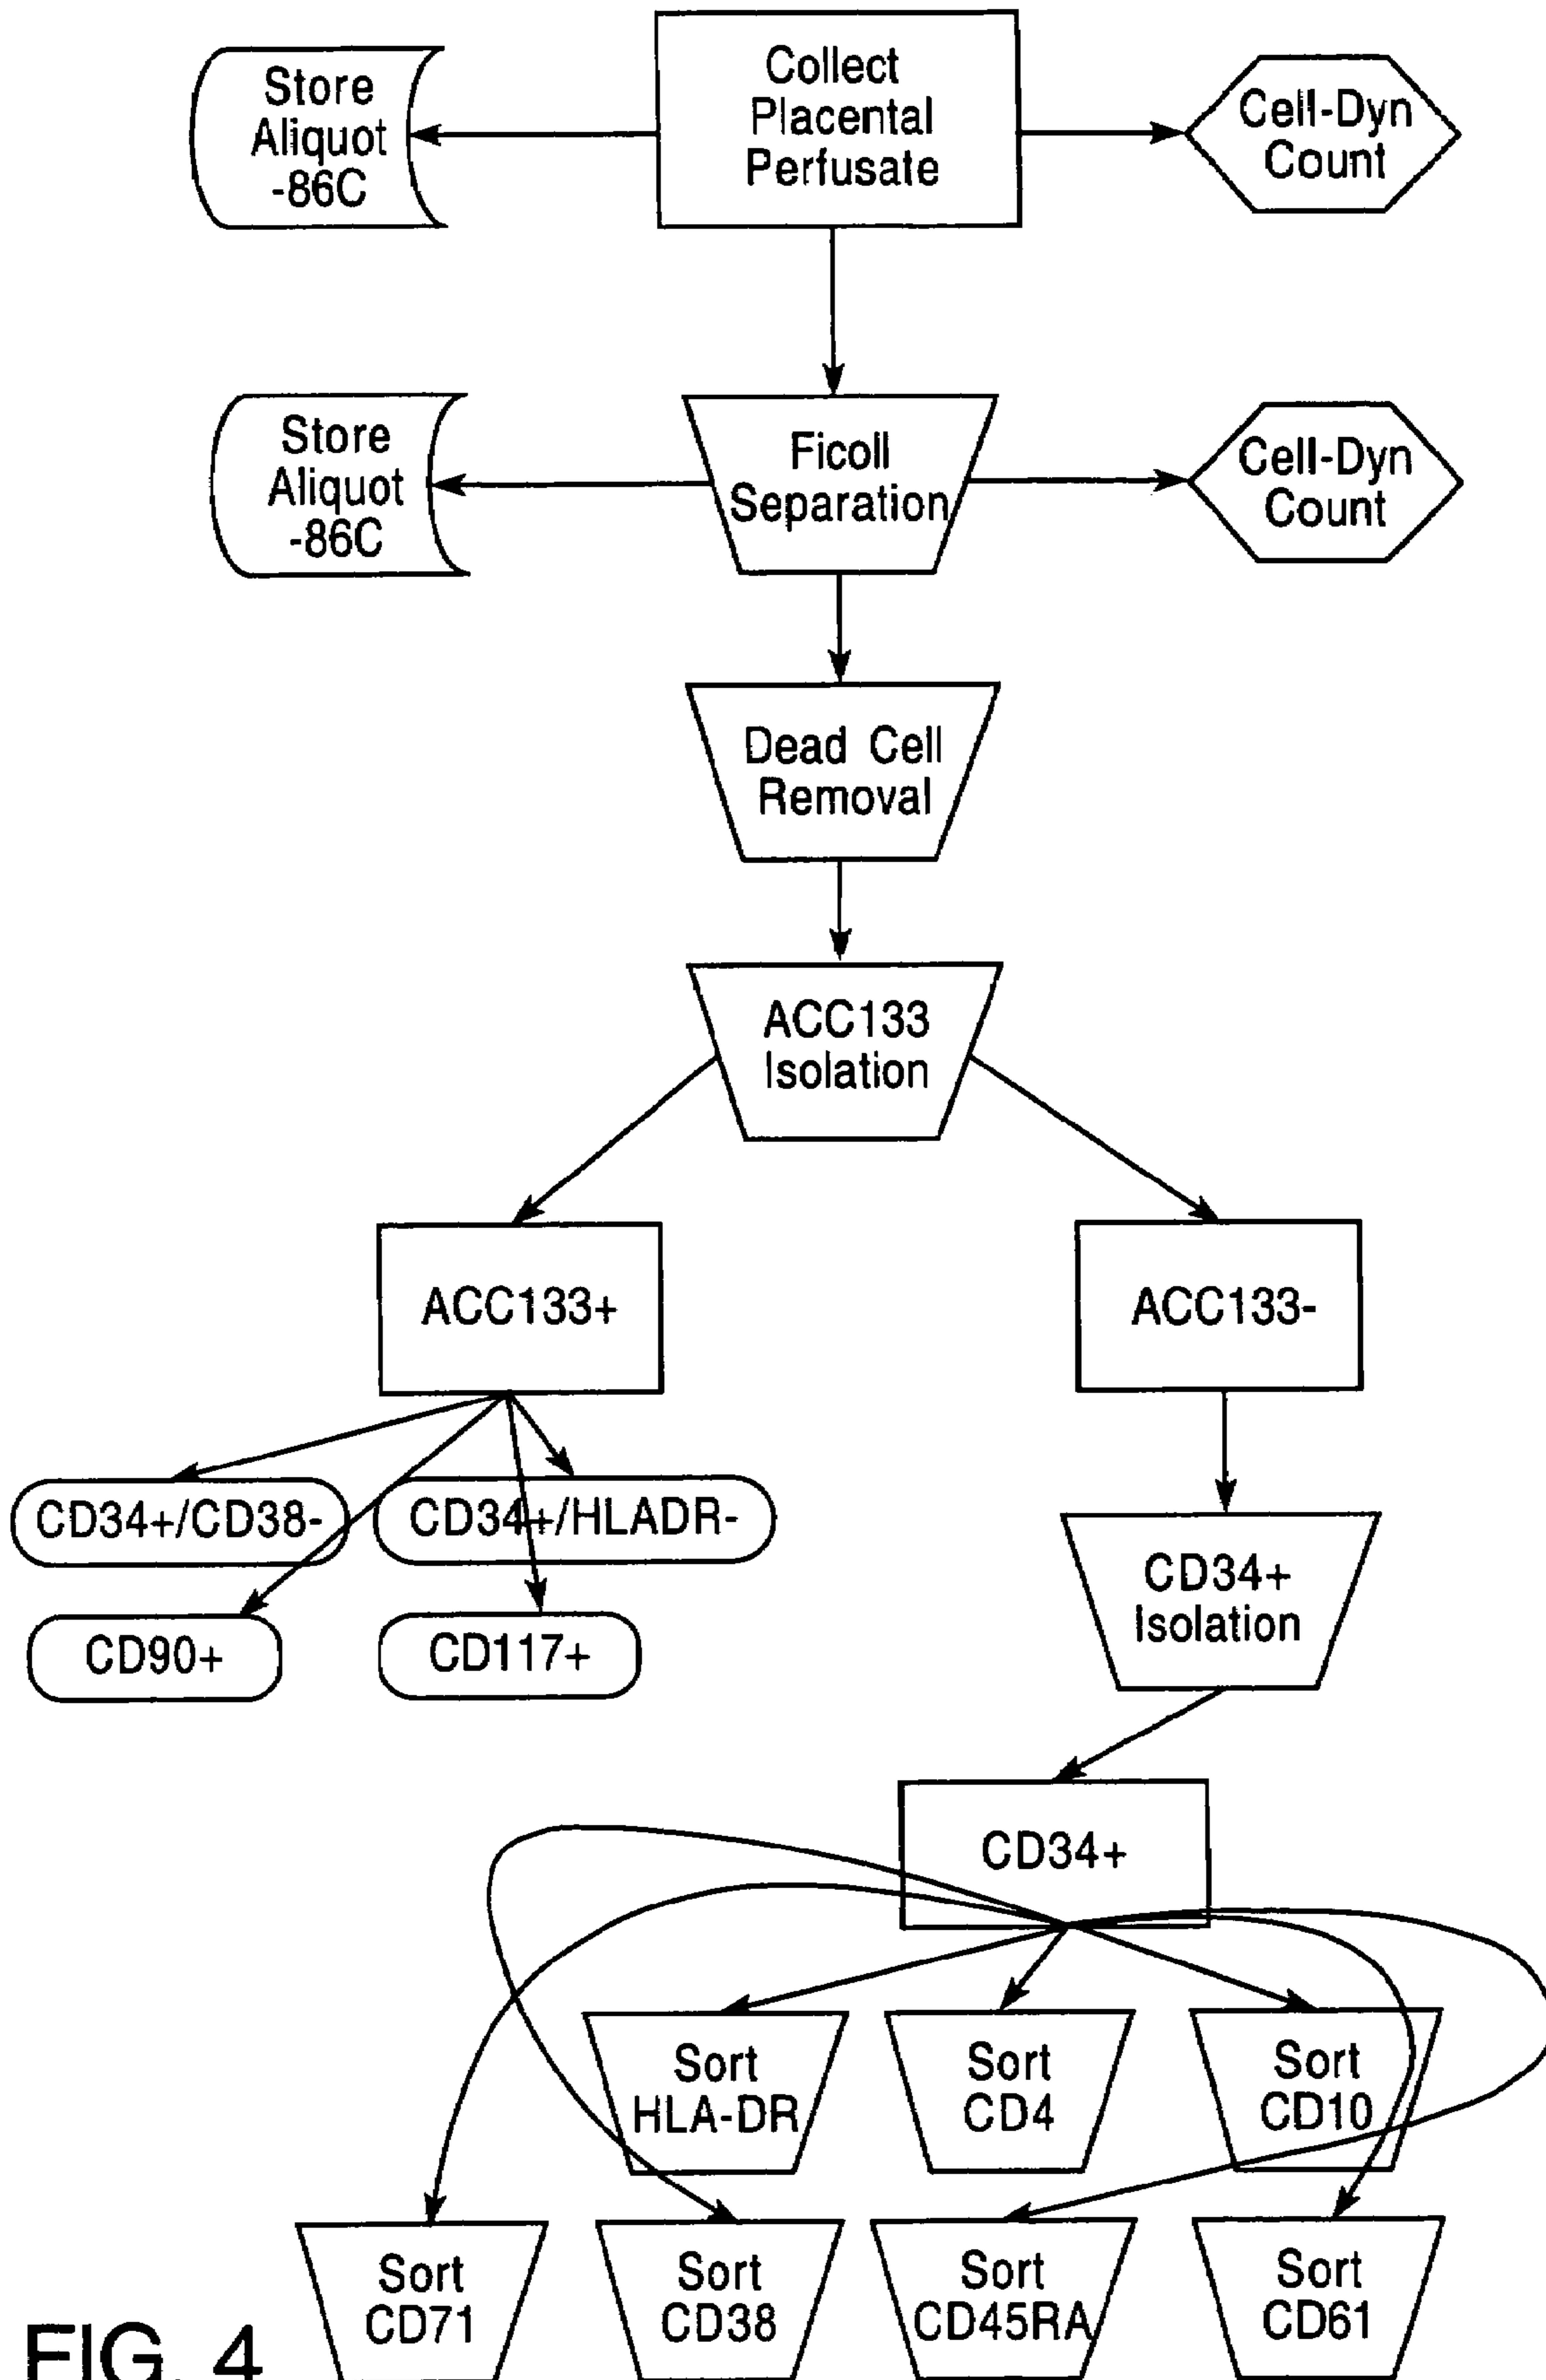 Store
Aliquot
-86C
Collect
Placental
Perfusate
Cell-Dyn
Count
Store
Aliquot
-86C
Ficoll
Separation
Cell-Dyn
Count
Dead Cell
Removal
ACC133
Isolation
ACC133+
ACC133-
CD34+/CD38-
CD34+/HLADR-
CD90+
CD117+
CD34+
Isolation
CD34+
Sort
HLA-DR
Sort
CD4
Sort
CD10
Sort
CD71
Sort
CD38
Sort
CD45RA
Sort
CD61
FIG. 4